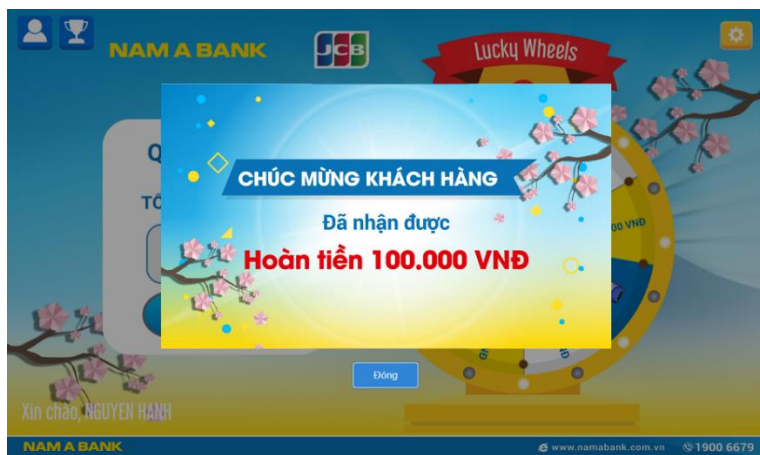 NAM A BANK
JCB
Lucky Wheels
CHÚC MỪNG KHÁCH HÀNG
Đã nhận được
Hoàn tiền 100.000 VNĐ
Đóng
Xin chào, NGUYEN HẠNH
NAM A BANK
www.namabank.com.vn
1900 6679